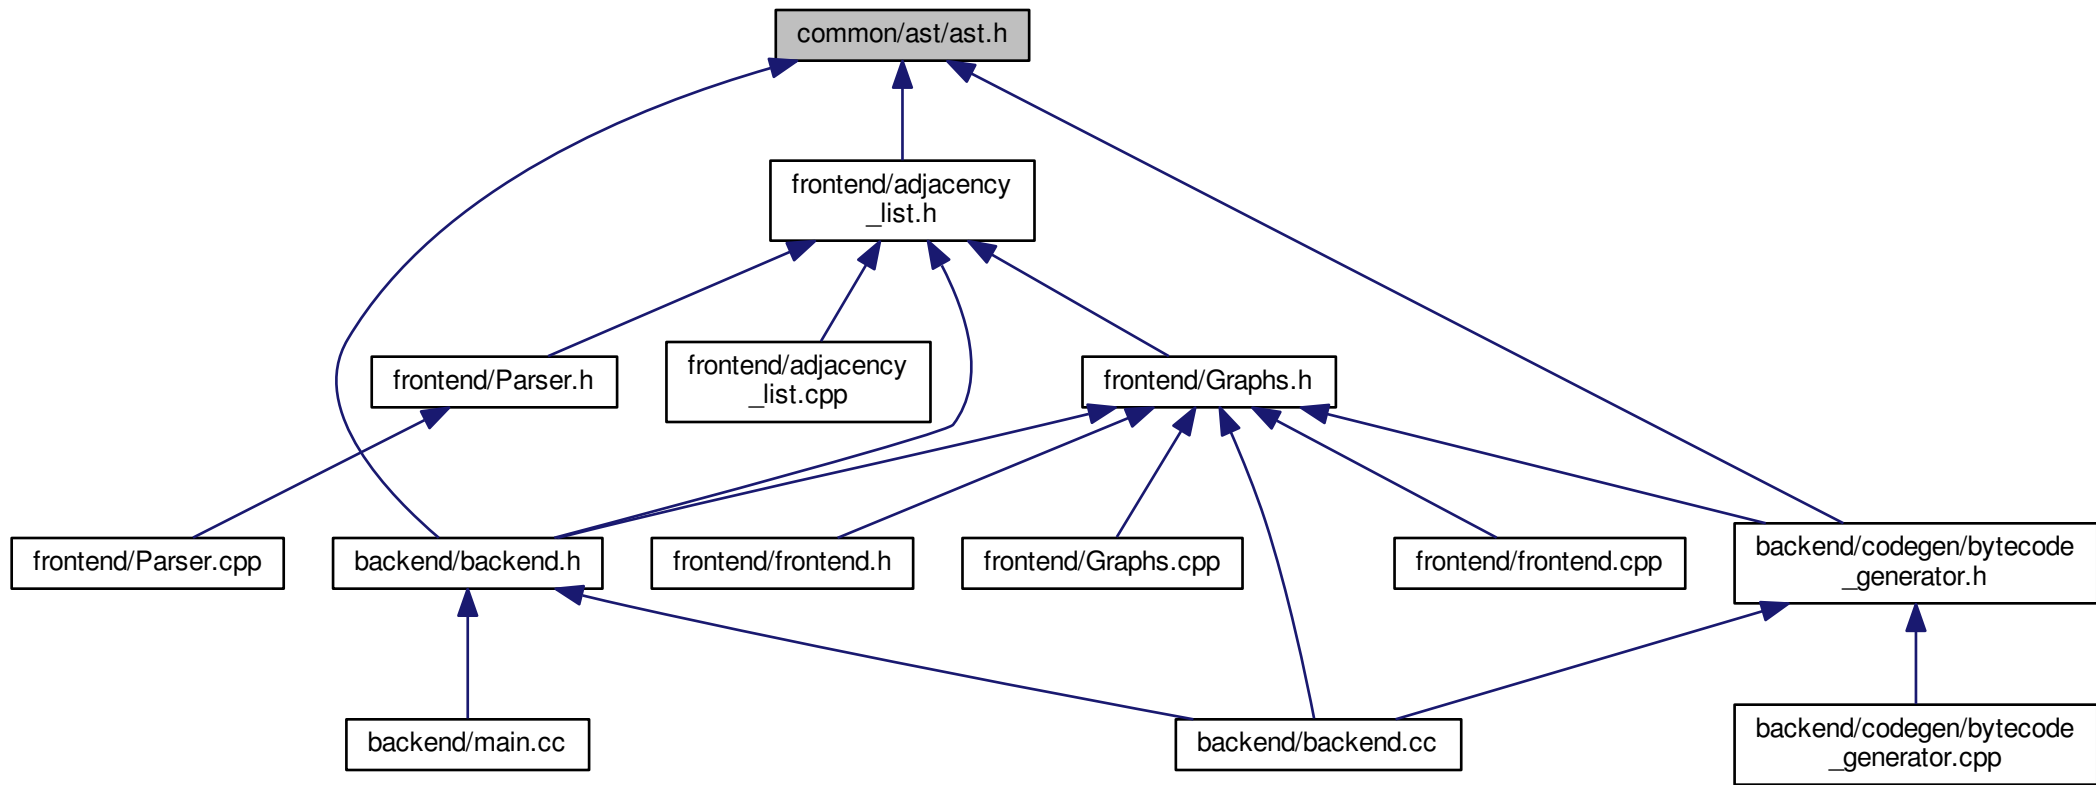 common/ast/ast.h
frontend/adjacency
_list.h
frontend/Parser.h
frontend/adjacency
_list.cpp
frontend/Graphs.h
frontend/Parser.cpp
backend/backend.h
frontend/frontend.h
frontend/Graphs.cpp
frontend/frontend.cpp
backend/codegen/bytecode
_generator.h
backend/main.cc
backend/backend.cc
backend/codegen/bytecode
_generator.cpp